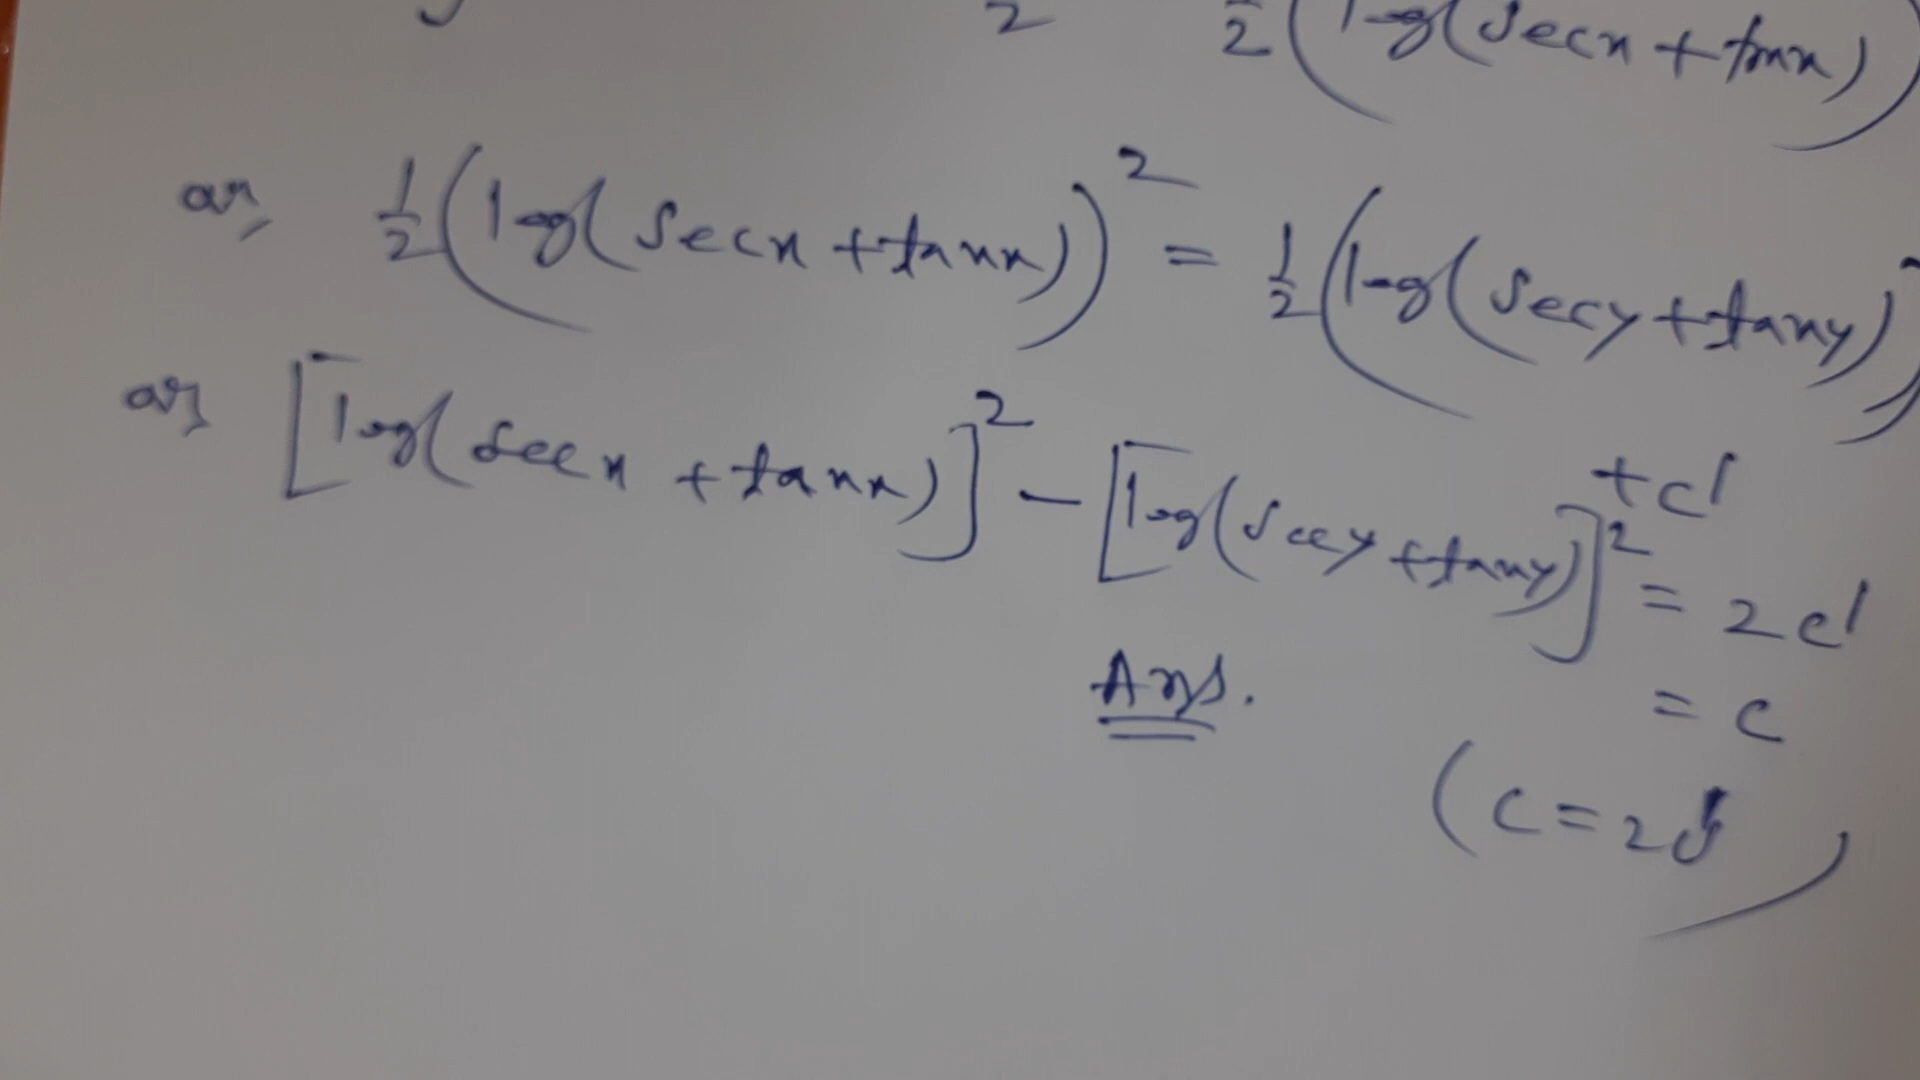 2 1/2 (log(secx + tanx)
or, 1/2 (log(secx + tanx))^2 = 1/2 (log(secy + tany)
+c'
or, [log(secx + tanx)]^2 - [log(secy + tany)]^2 = 2c'
Ans. = c
(c = 2c')